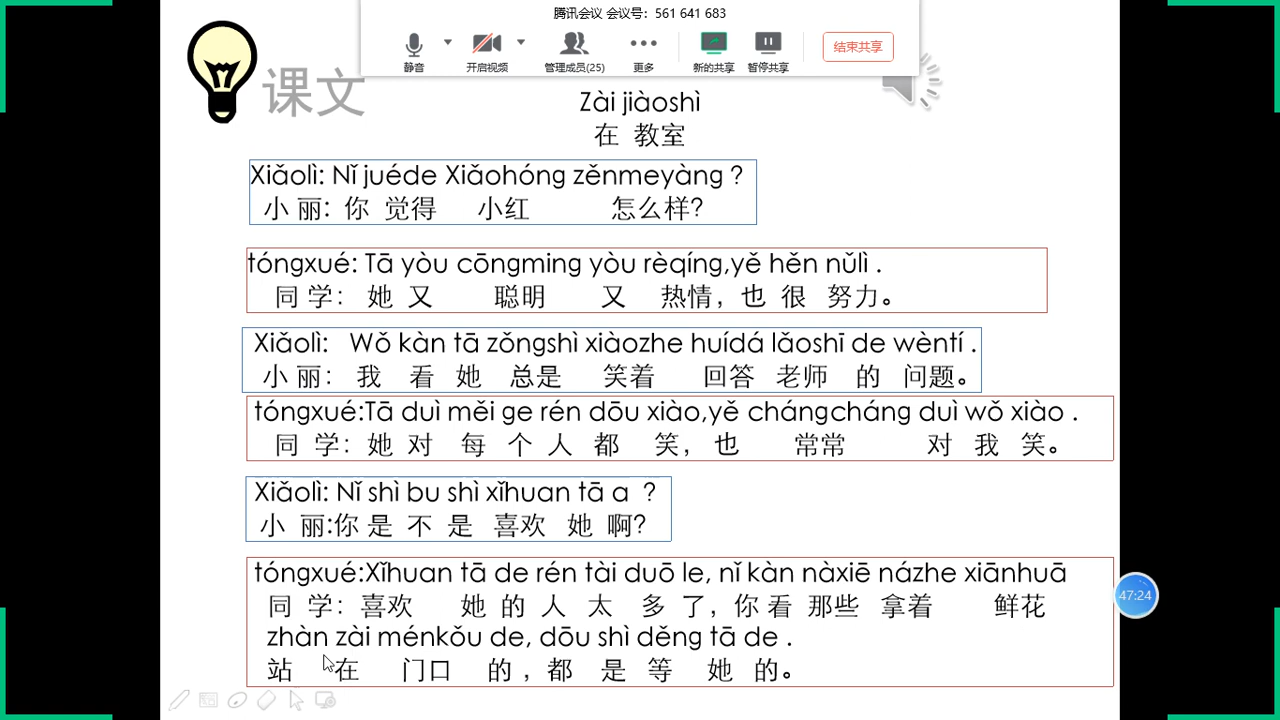 腾讯会议 会议号：561 641 683
静音 开启视频 管理成员(25) 更多 新的共享 暂停共享 结束共享
课文
Zài jiàoshì
在 教室
Xiǎolì: Nǐ juéde Xiǎohóng zěnmeyàng ?
小 丽: 你 觉得 小红 怎么样?
tóngxué: Tā yòu cōngming yòu rèqíng,yě hěn nǔlì .
同 学: 她 又 聪明 又 热情，也 很 努力。
Xiǎolì: Wǒ kàn tā zǒngshì xiàozhe huídá lǎoshī de wèntí .
小 丽: 我 看 她 总是 笑着 回答 老师 的 问题。
tóngxué:Tā duì měi ge rén dōu xiào,yě chángcháng duì wǒ xiào .
同 学: 她 对 每 个 人 都 笑，也 常常 对 我 笑。
Xiǎolì: Nǐ shì bu shì xǐhuan tā a ?
小 丽:你 是 不 是 喜欢 她 啊?
tóngxué:Xǐhuan tā de rén tài duō le, nǐ kàn nàxiē názhe xiānhuā
同 学: 喜欢 她 的 人 太 多 了，你 看 那些 拿着 鲜花
zhàn zài ménkǒu de, dōu shì děng tā de .
站 在 门口 的，都 是 等 她 的。
47:24